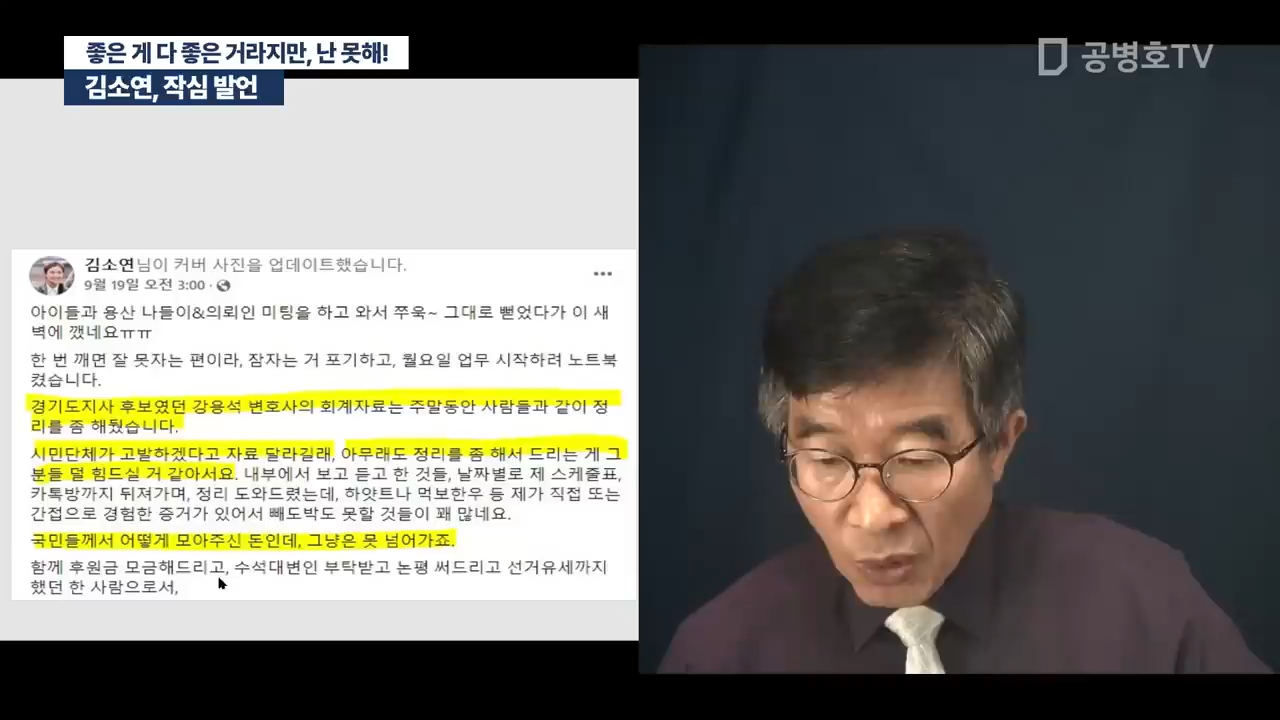 좋은 게 다 좋은 거라지만, 난 못해!
김소연, 작심 발언
공병호TV
김소연님이 커버 사진을 업데이트했습니다.
9월 19일 오전 3:00 ·
아이들과 용산 나들이&의뢰인 미팅을 하고 와서 쭈욱~ 그대로 뻗었다가 이 새
벽에 깼네요ㅠㅠ
한 번 깨면 잘 못자는 편이라, 잠자는 거 포기하고, 월요일 업무 시작하려 노트북
켰습니다.
경기도지사 후보였던 강용석 변호사의 회계자료는 주말동안 사람들과 같이 정
리를 좀 해뒀습니다.
시민단체가 고발하겠다고 자료 달라길래, 아무래도 정리를 좀 해서 드리는 게 그
분들 덜 힘드실 거 같아서요. 내부에서 보고 듣고 한 것들, 날짜별로 제 스케줄표,
카톡방까지 뒤져가며, 정리 도와드렸는데, 하얏트나 먹보한우 등 제가 직접 또는
간접으로 경험한 증거가 있어서 빼도박도 못할 것들이 꽤 많네요.
국민들께서 어떻게 모아주신 돈인데, 그냥은 못 넘어가죠.
함께 후원금 모금해드리고, 수석대변인 부탁받고 논평 써드리고 선거유세까지
했던 한 사람으로서,